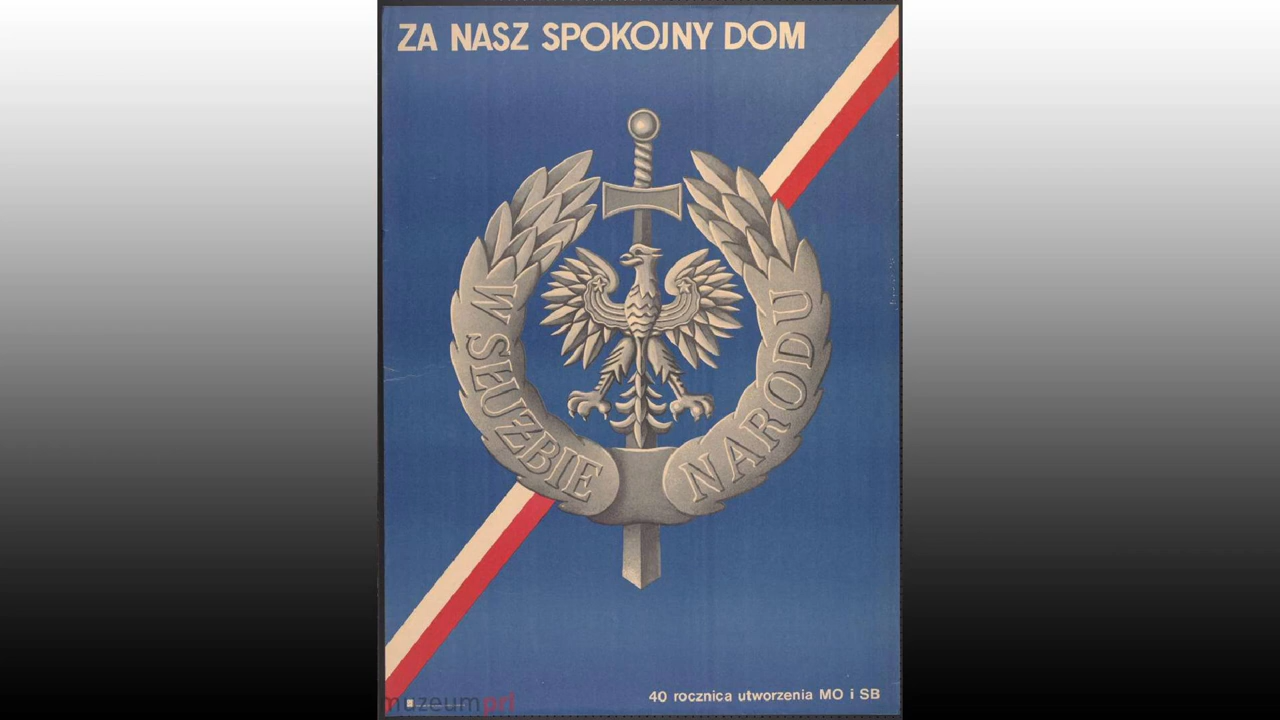 ZA NASZ SPOKOJNY DOM
W SŁUŻBIE NARODU
40 rocznica utworzenia MO i SB
muzeumprl